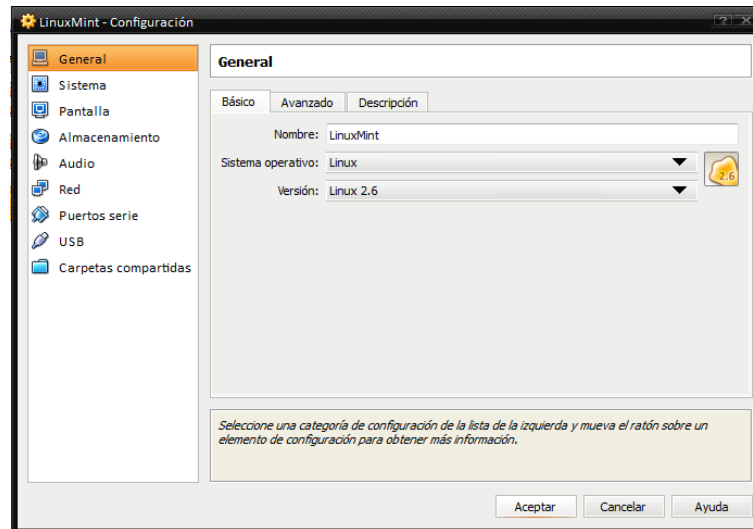 LinuxMint - Configuración
General
Sistema
Pantalla
Almacenamiento
Audio
Red
Puertos serie
USB
Carpetas compartidas
General
Básico Avanzado Descripción
Nombre: LinuxMint
Sistema operativo: Linux
Versión: Linux 2.6
2.6
Seleccione una categoría de configuración de la lista de la izquierda y mueva el ratón sobre un
elemento de configuración para obtener más información.
Aceptar Cancelar Ayuda